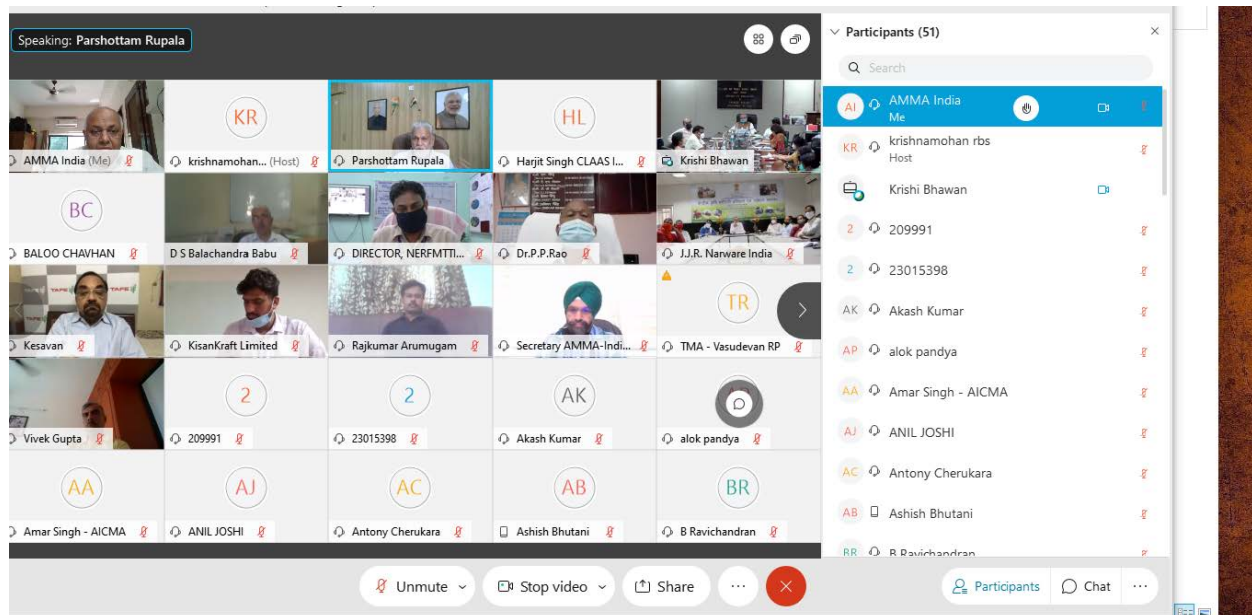 Speaking: Parshottam Rupala
AMMA India (Me)
KR
krishnamohan... (Host)
Parshottam Rupala
HL
Harjit Singh CLAAS I...
Krishi Bhawan
BC
BALOO CHAVHAN
D S Balachandra Babu
DIRECTOR, NERFMTTI...
Dr.P.P.Rao
J.J.R. Narware India
TAPE
Kesavan
KisanKraft Limited
Rajkumar Arumugam
Secretary AMMA-Indi...
TR
TMA - Vasudevan RP
Vivek Gupta
2
209991
2
23015398
AK
Akash Kumar
alok pandya
AA
Amar Singh - AICMA
AJ
ANIL JOSHI
AC
Antony Cherukara
AB
Ashish Bhutani
BR
B Ravichandran
Unmute
Stop video
Share
Participants (51)
Search
AI AMMA India
Me
KR krishnamohan rbs
Host
Krishi Bhawan
2 209991
2 23015398
AK Akash Kumar
AP alok pandya
AA Amar Singh - AICMA
AJ ANIL JOSHI
AC Antony Cherukara
AB Ashish Bhutani
BR B Ravichandran
Participants
Chat